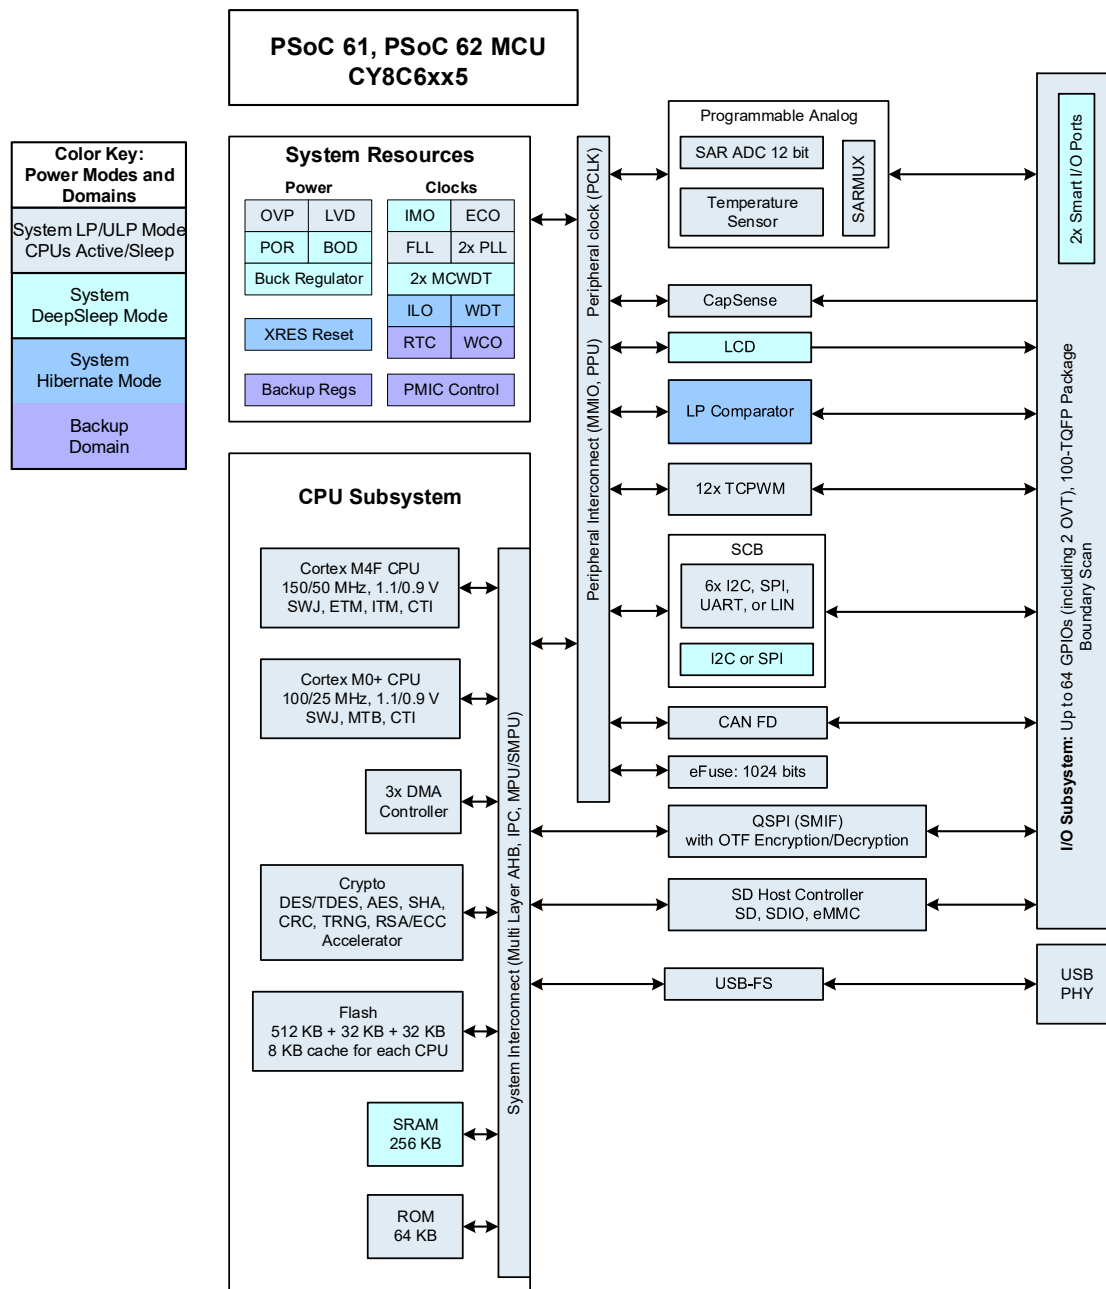 PSoC 61, PSoC 62 MCU
CY8C6xx5
Color Key:
Power Modes and
Domains
System LP/ULP Mode
CPUs Active/Sleep
System
DeepSleep Mode
System
Hibernate Mode
Backup
Domain
System Resources
Power
Clocks
OVP
LVD
POR
BOD
Buck Regulator
XRES Reset
Backup Regs
IMO
ECO
FLL
2x PLL
2x MCWDT
ILO
WDT
RTC
WCO
PMIC Control
CPU Subsystem
Cortex M4F CPU
150/50 MHz, 1.1/0.9 V
SWJ, ETM, ITM, CTI
Cortex M0+ CPU
100/25 MHz, 1.1/0.9 V
SWJ, MTB, CTI
3x DMA
Controller
Crypto
DES/TDES, AES, SHA,
CRC, TRNG, RSA/ECC
Accelerator
Flash
512 KB + 32 KB + 32 KB
8 KB cache for each CPU
SRAM
256 KB
ROM
64 KB
System Interconnect (Multi Layer AHB, IPC, MPU/SMPU)
Peripheral Interconnect (MMIO, PPU)
Peripheral clock (PCLK)
Programmable Analog
SAR ADC 12 bit
Temperature
Sensor
SARMUX
CapSense
LCD
LP Comparator
12x TCPWM
SCB
6x I2C, SPI,
UART, or LIN
I2C or SPI
CAN FD
eFuse: 1024 bits
QSPI (SMIF)
with OTF Encryption/Decryption
SD Host Controller
SD, SDIO, eMMC
USB-FS
2x Smart I/O Ports
I/O Subsystem: Up to 64 GPIOs (including 2 OVT), 100-TQFP Package
Boundary Scan
USB
PHY